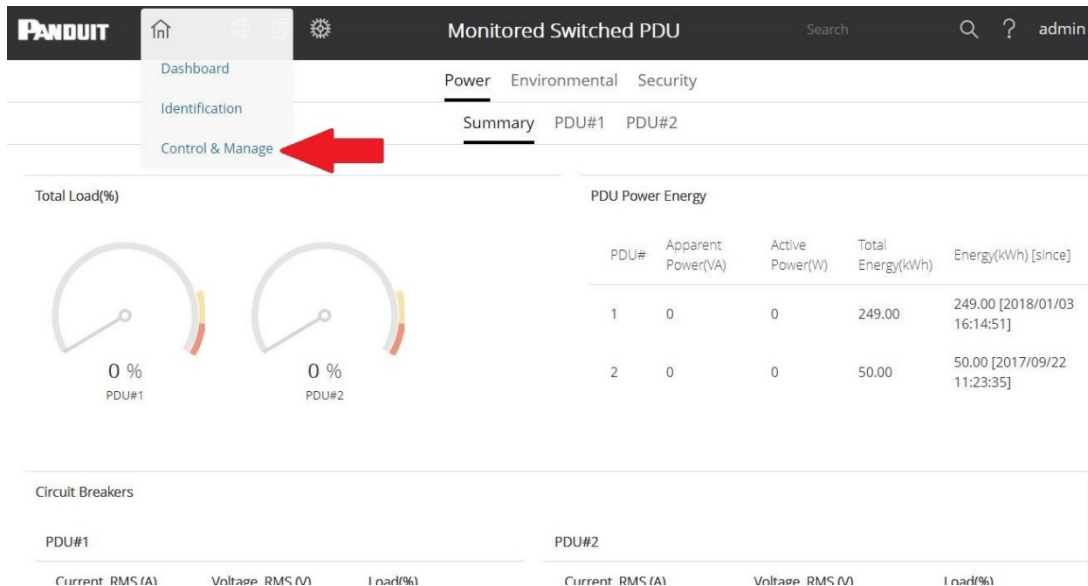 PANDUIT
Monitored Switched PDU
Search
?
admin
Dashboard
Identification
Control & Manage
Power Environmental Security
Summary PDU#1 PDU#2
Total Load(%)
0 %
PDU#1
0 %
PDU#2
PDU Power Energy
PDU# Apparent Power(VA) Active Power(W) Total Energy(kWh) Energy(kWh) [since]
1 0 0 249.00 249.00 [2018/01/03 16:14:51]
2 0 0 50.00 50.00 [2017/09/22 11:23:35]
Circuit Breakers
PDU#1
Current, RMS (A) Voltage, RMS (V) Load(%)
PDU#2
Current, RMS (A) Voltage, RMS (V) Load(%)